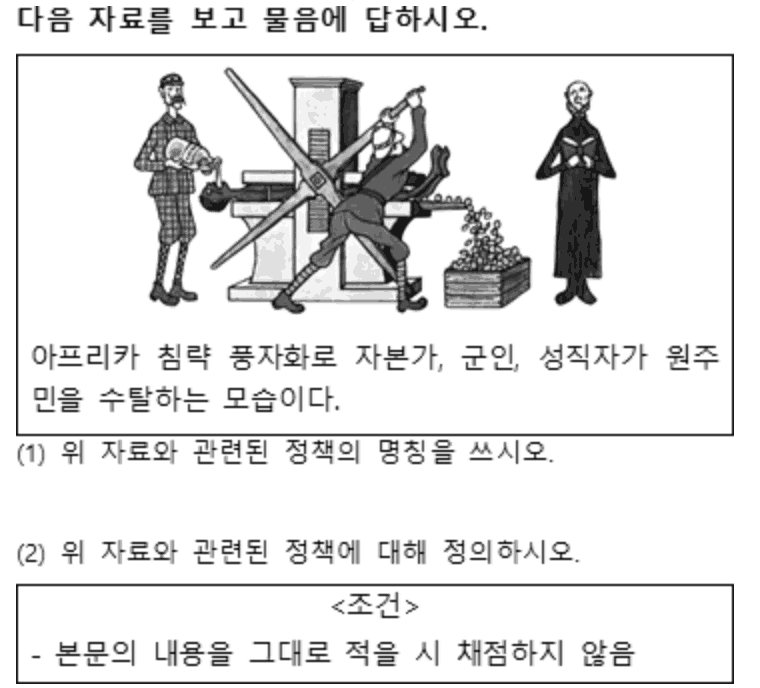 다음 자료를 보고 물음에 답하시오.
아프리카 침략 풍자화로 자본가, 군인, 성직자가 원주
민을 수탈하는 모습이다.
(1) 위 자료와 관련된 정책의 명칭을 쓰시오.
(2) 위 자료와 관련된 정책에 대해 정의하시오.
<조건>
- 본문의 내용을 그대로 적을 시 채점하지 않음